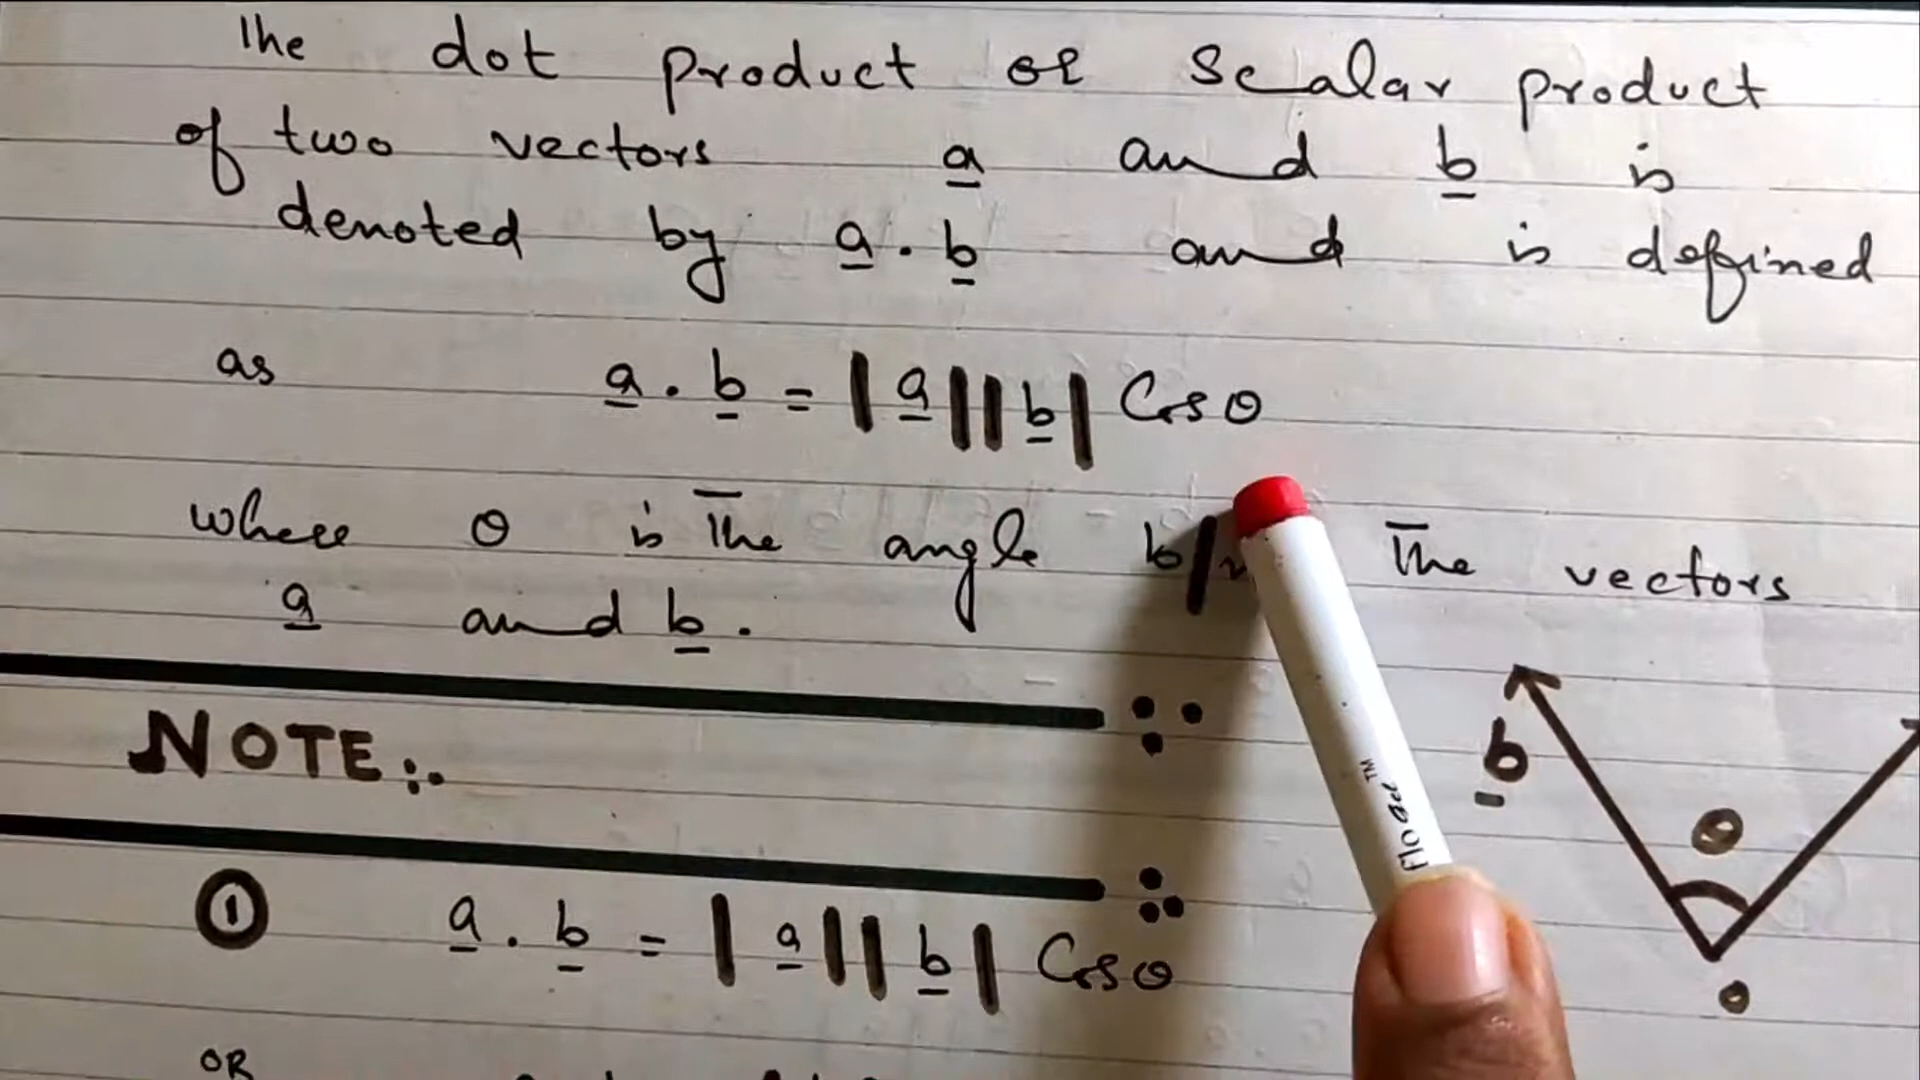 The dot product or scalar product
of two vectors a and b is
denoted by a . b and is defined
as a . b = |a||b| Cos θ
where θ is the angle b/w the vectors
a and b .
NOTE:.
① a . b = |a||b| Cos θ
OR
b
θ
o
Flo